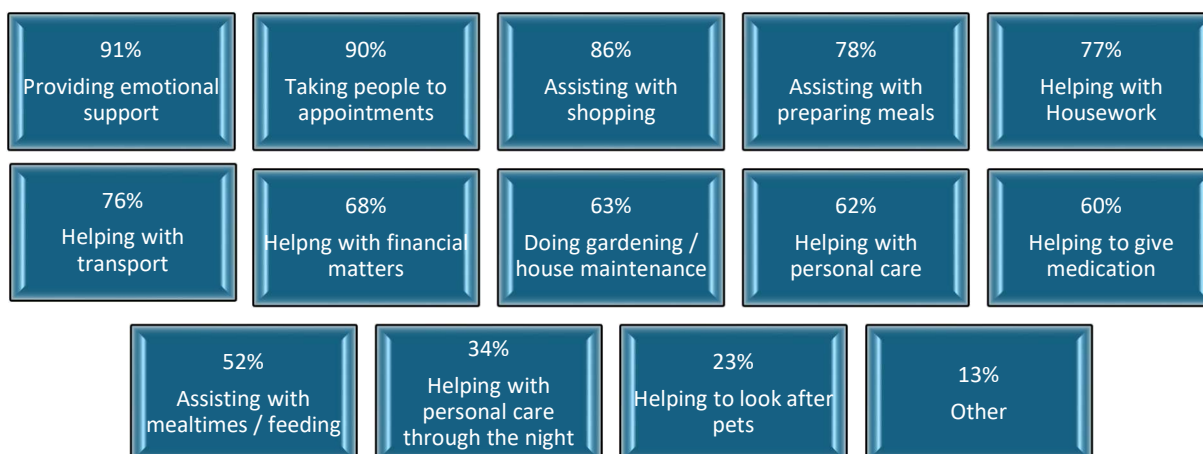 91%
Providing emotional
support
90%
Taking people to
appointments
86%
Assisting with
shopping
78%
Assisting with
preparing meals
77%
Helping with
Housework
76%
Helping with
transport
68%
Helpng with financial
matters
63%
Doing gardening /
house maintenance
62%
Helping with
personal care
60%
Helping to give
medication
52%
Assisting with
mealtimes / feeding
34%
Helping with
personal care
through the night
23%
Helping to look after
pets
13%
Other